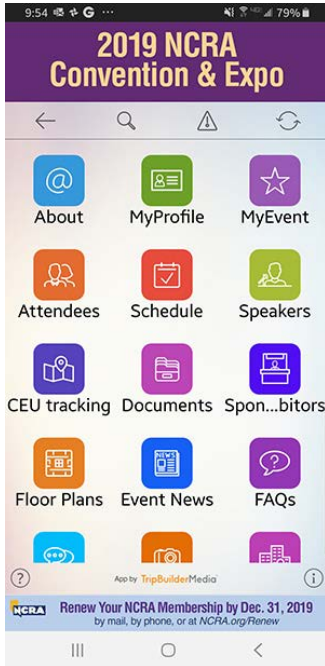 9:54 G ... 79%
2019 NCRA
Convention & Expo
@
About MyProfile MyEvent
Attendees Schedule Speakers
CEU tracking Documents Spon...bitors
NEWS
Floor Plans Event News FAQs
App by TripBuilderMedia
NCRA Renew Your NCRA Membership by Dec. 31, 2019
by mail, by phone, or at NCRA.org/Renew